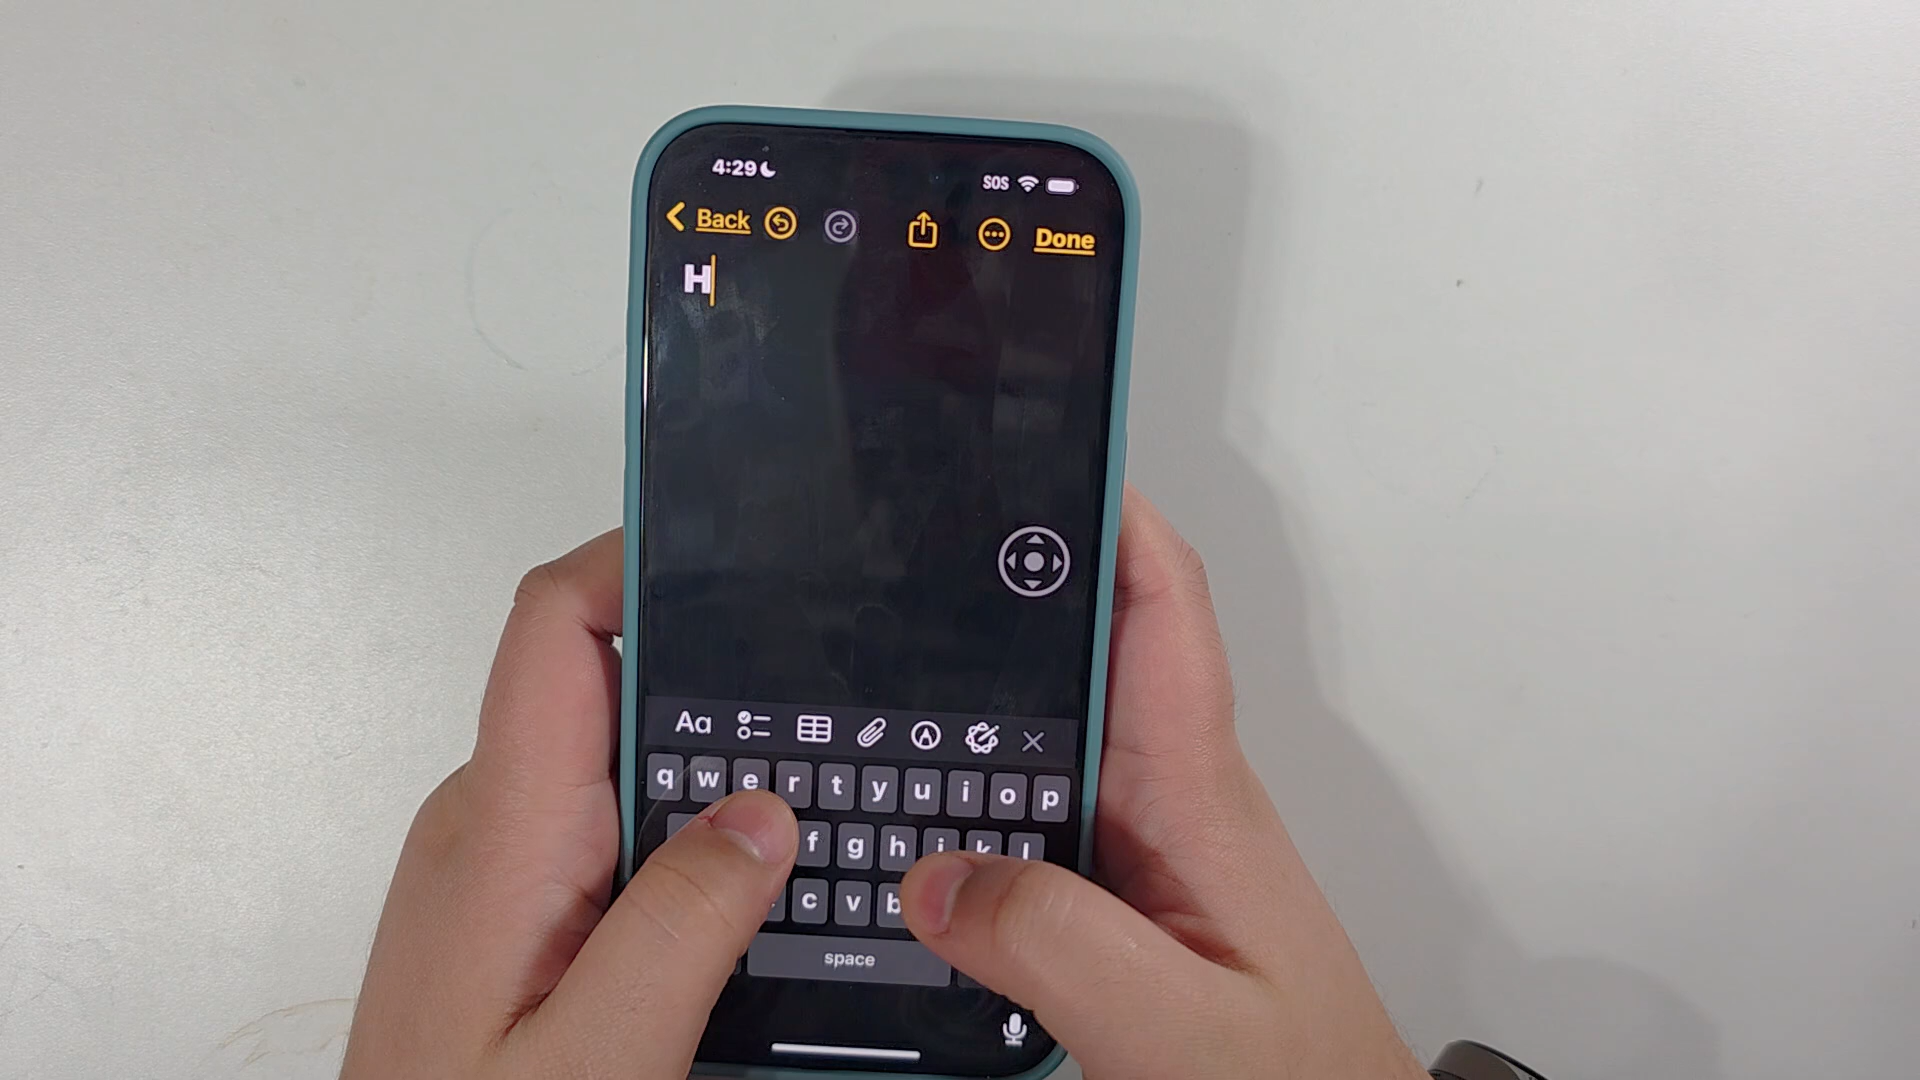 4:29 SOS
Back Done
H
Aa
q w e r t y u i o p
f g h j k l
c v b
space